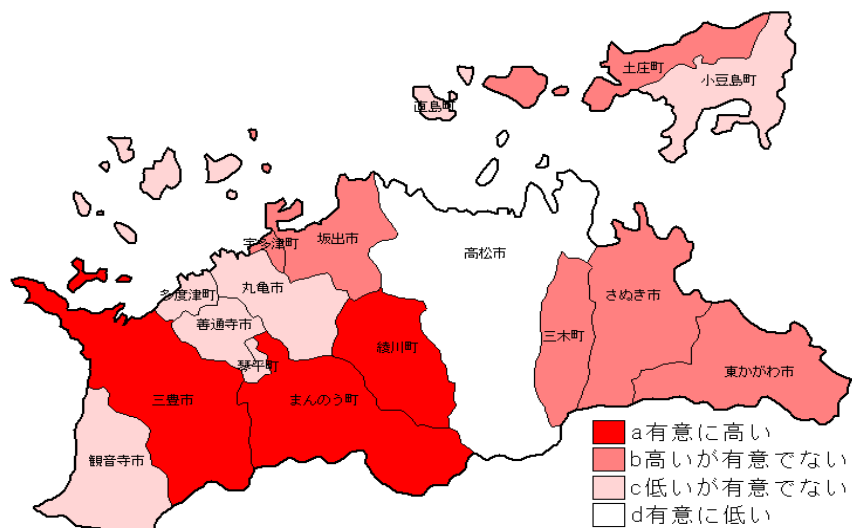 土庄町
小豆島町
直島町
宇多津町
坂出市
高松市
多度津町
丸亀市
さぬき市
善通寺市
三木町
綾川町
琴平町
東かがわ市
三豊市
まんのう町
観音寺市
a有意に高い
b高いが有意でない
c低いが有意でない
d有意に低い